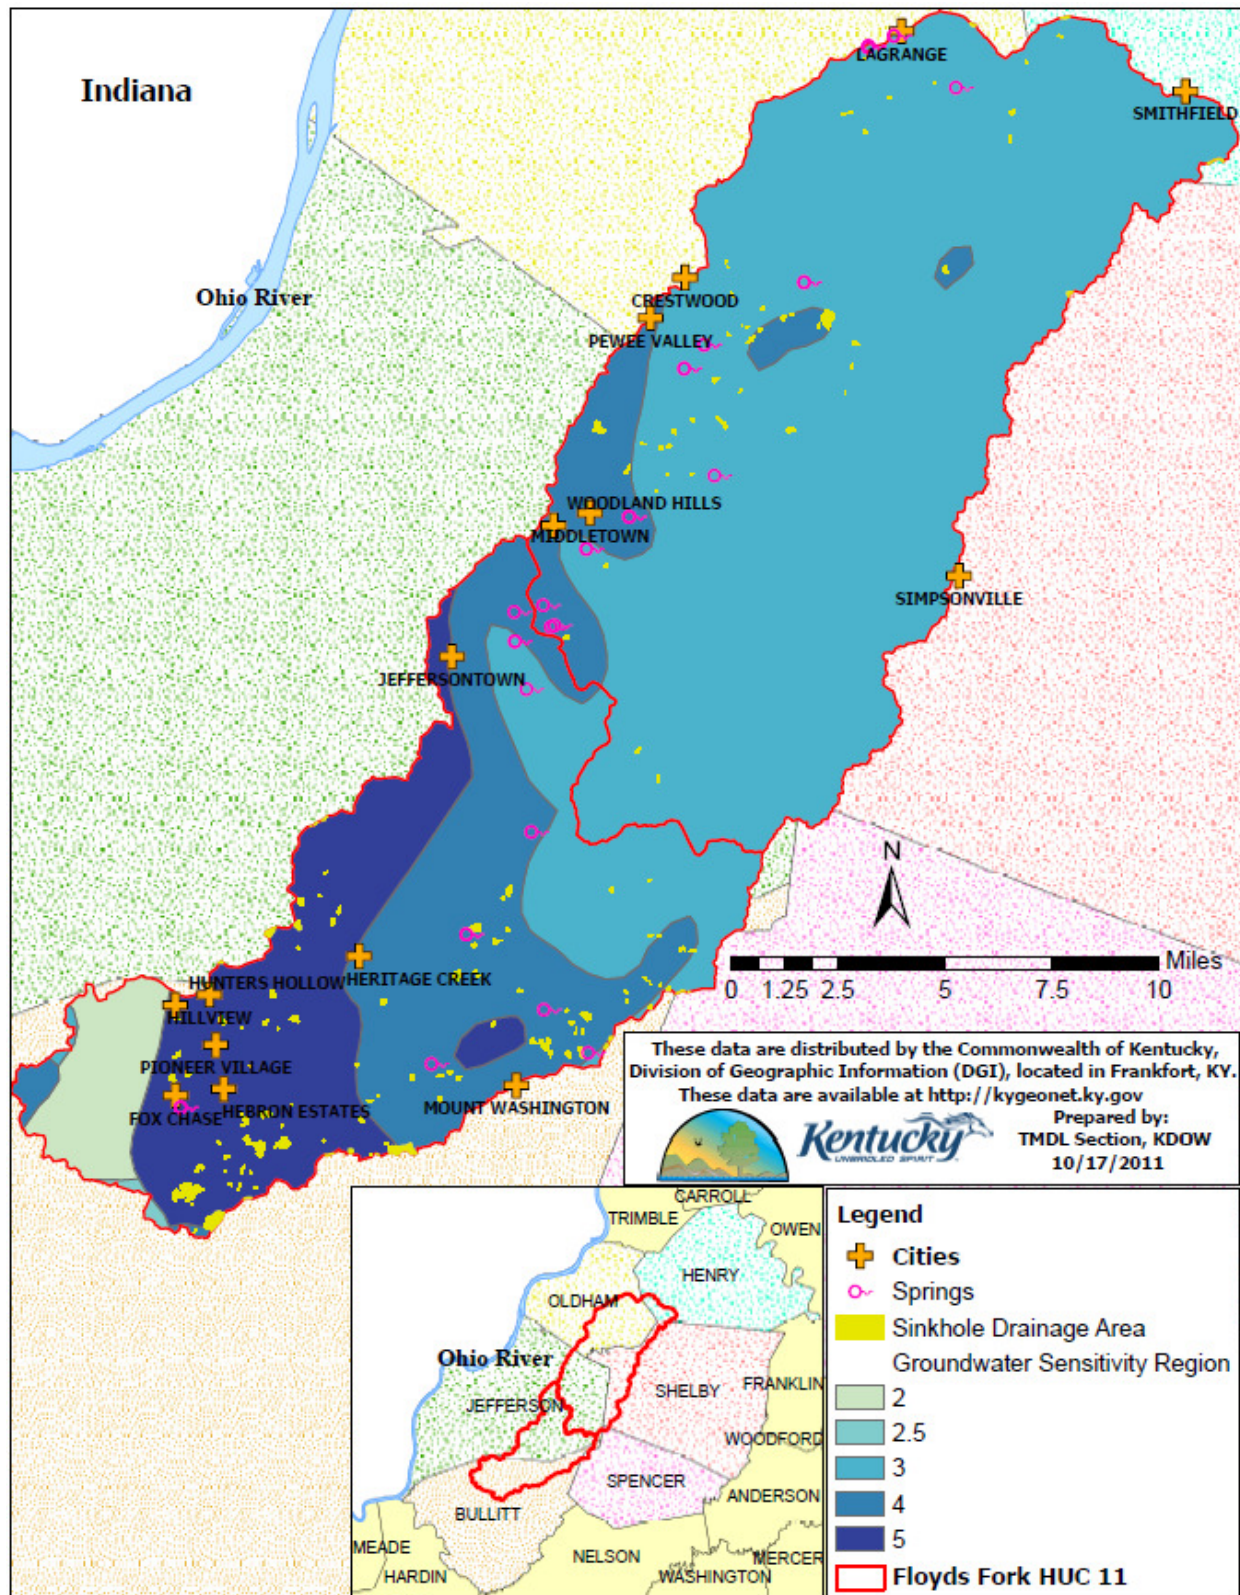 Indiana
LAGRANGE
SMITHFIELD
Ohio River
CRESTWOOD
PEWEE VALLEY
WOODLAND HILLS
MIDDLETOWN
SIMPSONVILLE
JEFFERSONTOWN
N
Miles
0 1.25 2.5 5 7.5 10
HUNTERS HOLLOW
HERITAGE CREEK
HILLVIEW
PIONEER VILLAGE
FOX CHASE
HEBRON ESTATES
MOUNT WASHINGTON
These data are distributed by the Commonwealth of Kentucky,
Division of Geographic Information (DGI), located in Frankfort, KY.
These data are available at http://kygeonet.ky.gov
Kentucky
UNBRIDLED SPIRIT
Prepared by:
TMDL Section, KDOW
10/17/2011
CARROLL
TRIMBLE
OWEN
HENRY
OLDHAM
Ohio River
SHELBY
FRANKLIN
JEFFERSON
WOODFORD
SPENCER
ANDERSON
BULLITT
MEADE
NELSON
MERCER
HARDIN
WASHINGTON
Legend
Cities
Springs
Sinkhole Drainage Area
Groundwater Sensitivity Region
2
2.5
3
4
5
Floyds Fork HUC 11